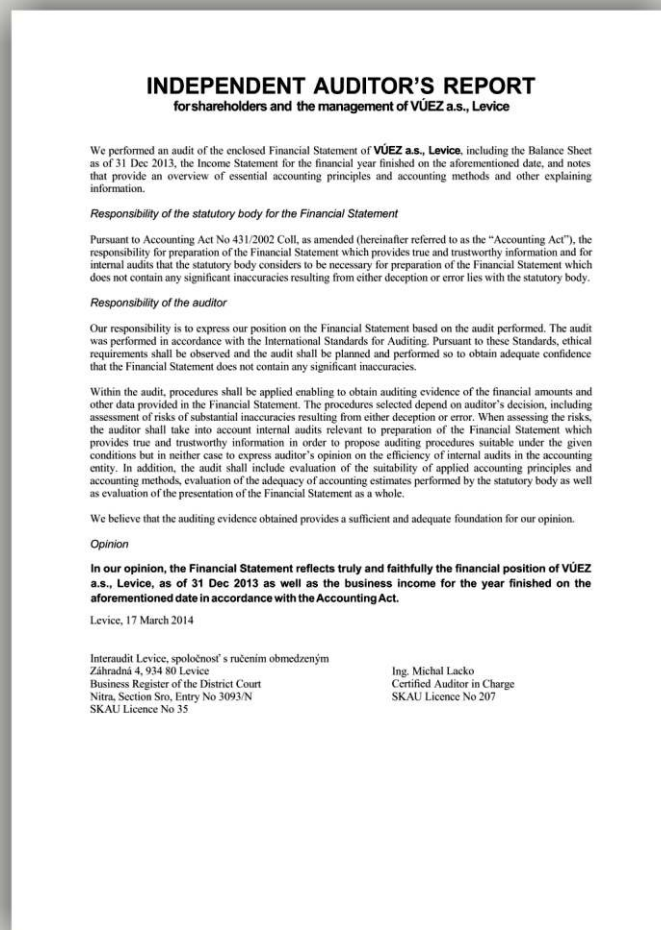 INDEPENDENT AUDITOR'S REPORT
for shareholders and the management of VÚEZ a.s., Levice
We performed an audit of the enclosed Financial Statement of VÚEZ a.s., Levice, including the Balance Sheet
as of 31 Dec 2013, the Income Statement for the financial year finished on the aforementioned date, and notes
that provide an overview of essential accounting principles and accounting methods and other explaining
information.
Responsibility of the statutory body for the Financial Statement
Pursuant to Accounting Act No 431/2002 Coll, as amended (hereinafter referred to as the “Accounting Act”), the
responsibility for preparation of the Financial Statement which provides true and trustworthy information and for
internal audits that the statutory body considers to be necessary for preparation of the Financial Statement which
does not contain any significant inaccuracies resulting from either deception or error lies with the statutory body.
Responsibility of the auditor
Our responsibility is to express our position on the Financial Statement based on the audit performed. The audit
was performed in accordance with the International Standards for Auditing. Pursuant to these Standards, ethical
requirements shall be observed and the audit shall be planned and performed so to obtain adequate confidence
that the Financial Statement does not contain any significant inaccuracies.
Within the audit, procedures shall be applied enabling to obtain auditing evidence of the financial amounts and
other data provided in the Financial Statement. The procedures selected depend on auditor's decision, including
assessment of risks of substantial inaccuracies resulting from either deception or error. When assessing the risks,
the auditor shall take into account internal audits relevant to preparation of the Financial Statement which
provides true and trustworthy information in order to propose auditing procedures suitable under the given
conditions but in neither case to express auditor's opinion on the efficiency of internal audits in the accounting
entity. In addition, the audit shall include evaluation of the suitability of applied accounting principles and
accounting methods, evaluation of the adequacy of accounting estimates performed by the statutory body as well
as evaluation of the presentation of the Financial Statement as a whole.
We believe that the auditing evidence obtained provides a sufficient and adequate foundation for our opinion.
Opinion
In our opinion, the Financial Statement reflects truly and faithfully the financial position of VÚEZ
a.s., Levice, as of 31 Dec 2013 as well as the business income for the year finished on the
aforementioned date in accordance with the Accounting Act.
Levice, 17 March 2014
Interaudit Levice, spoločnosť s ručením obmedzeným
Záhradná 4, 934 80 Levice
Business Register of the District Court
Nitra, Section Sro, Entry No 3093/N
SKAU Licence No 35
Ing. Michal Lacko
Certified Auditor in Charge
SKAU Licence No 207